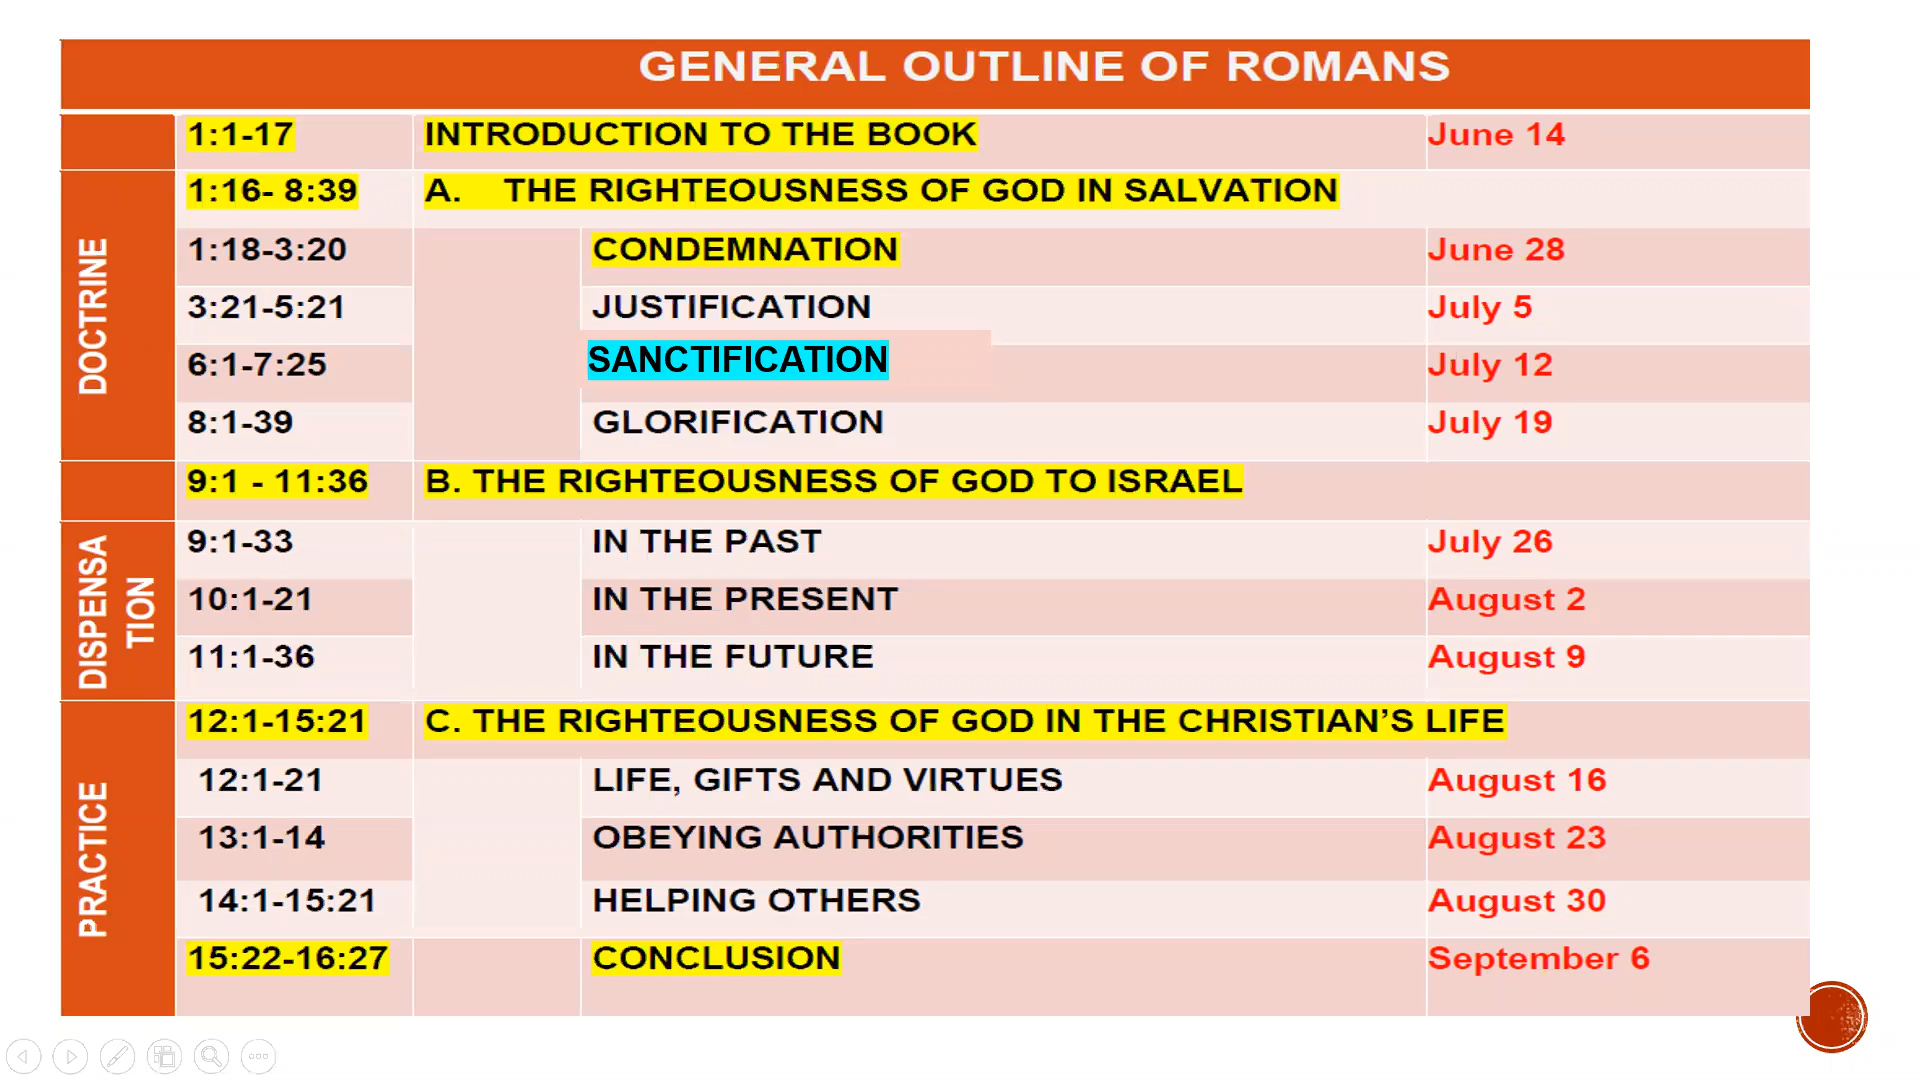 GENERAL OUTLINE OF ROMANS
1:1-17 INTRODUCTION TO THE BOOK June 14
DOCTRINE
1:16- 8:39 A. THE RIGHTEOUSNESS OF GOD IN SALVATION
1:18-3:20 CONDEMNATION June 28
3:21-5:21 JUSTIFICATION July 5
6:1-7:25 SANCTIFICATION July 12
8:1-39 GLORIFICATION July 19
9:1 - 11:36 B. THE RIGHTEOUSNESS OF GOD TO ISRAEL
DISPENSA
TION
9:1-33 IN THE PAST July 26
10:1-21 IN THE PRESENT August 2
11:1-36 IN THE FUTURE August 9
PRACTICE
12:1-15:21 C. THE RIGHTEOUSNESS OF GOD IN THE CHRISTIAN’S LIFE
12:1-21 LIFE, GIFTS AND VIRTUES August 16
13:1-14 OBEYING AUTHORITIES August 23
14:1-15:21 HELPING OTHERS August 30
15:22-16:27 CONCLUSION September 6